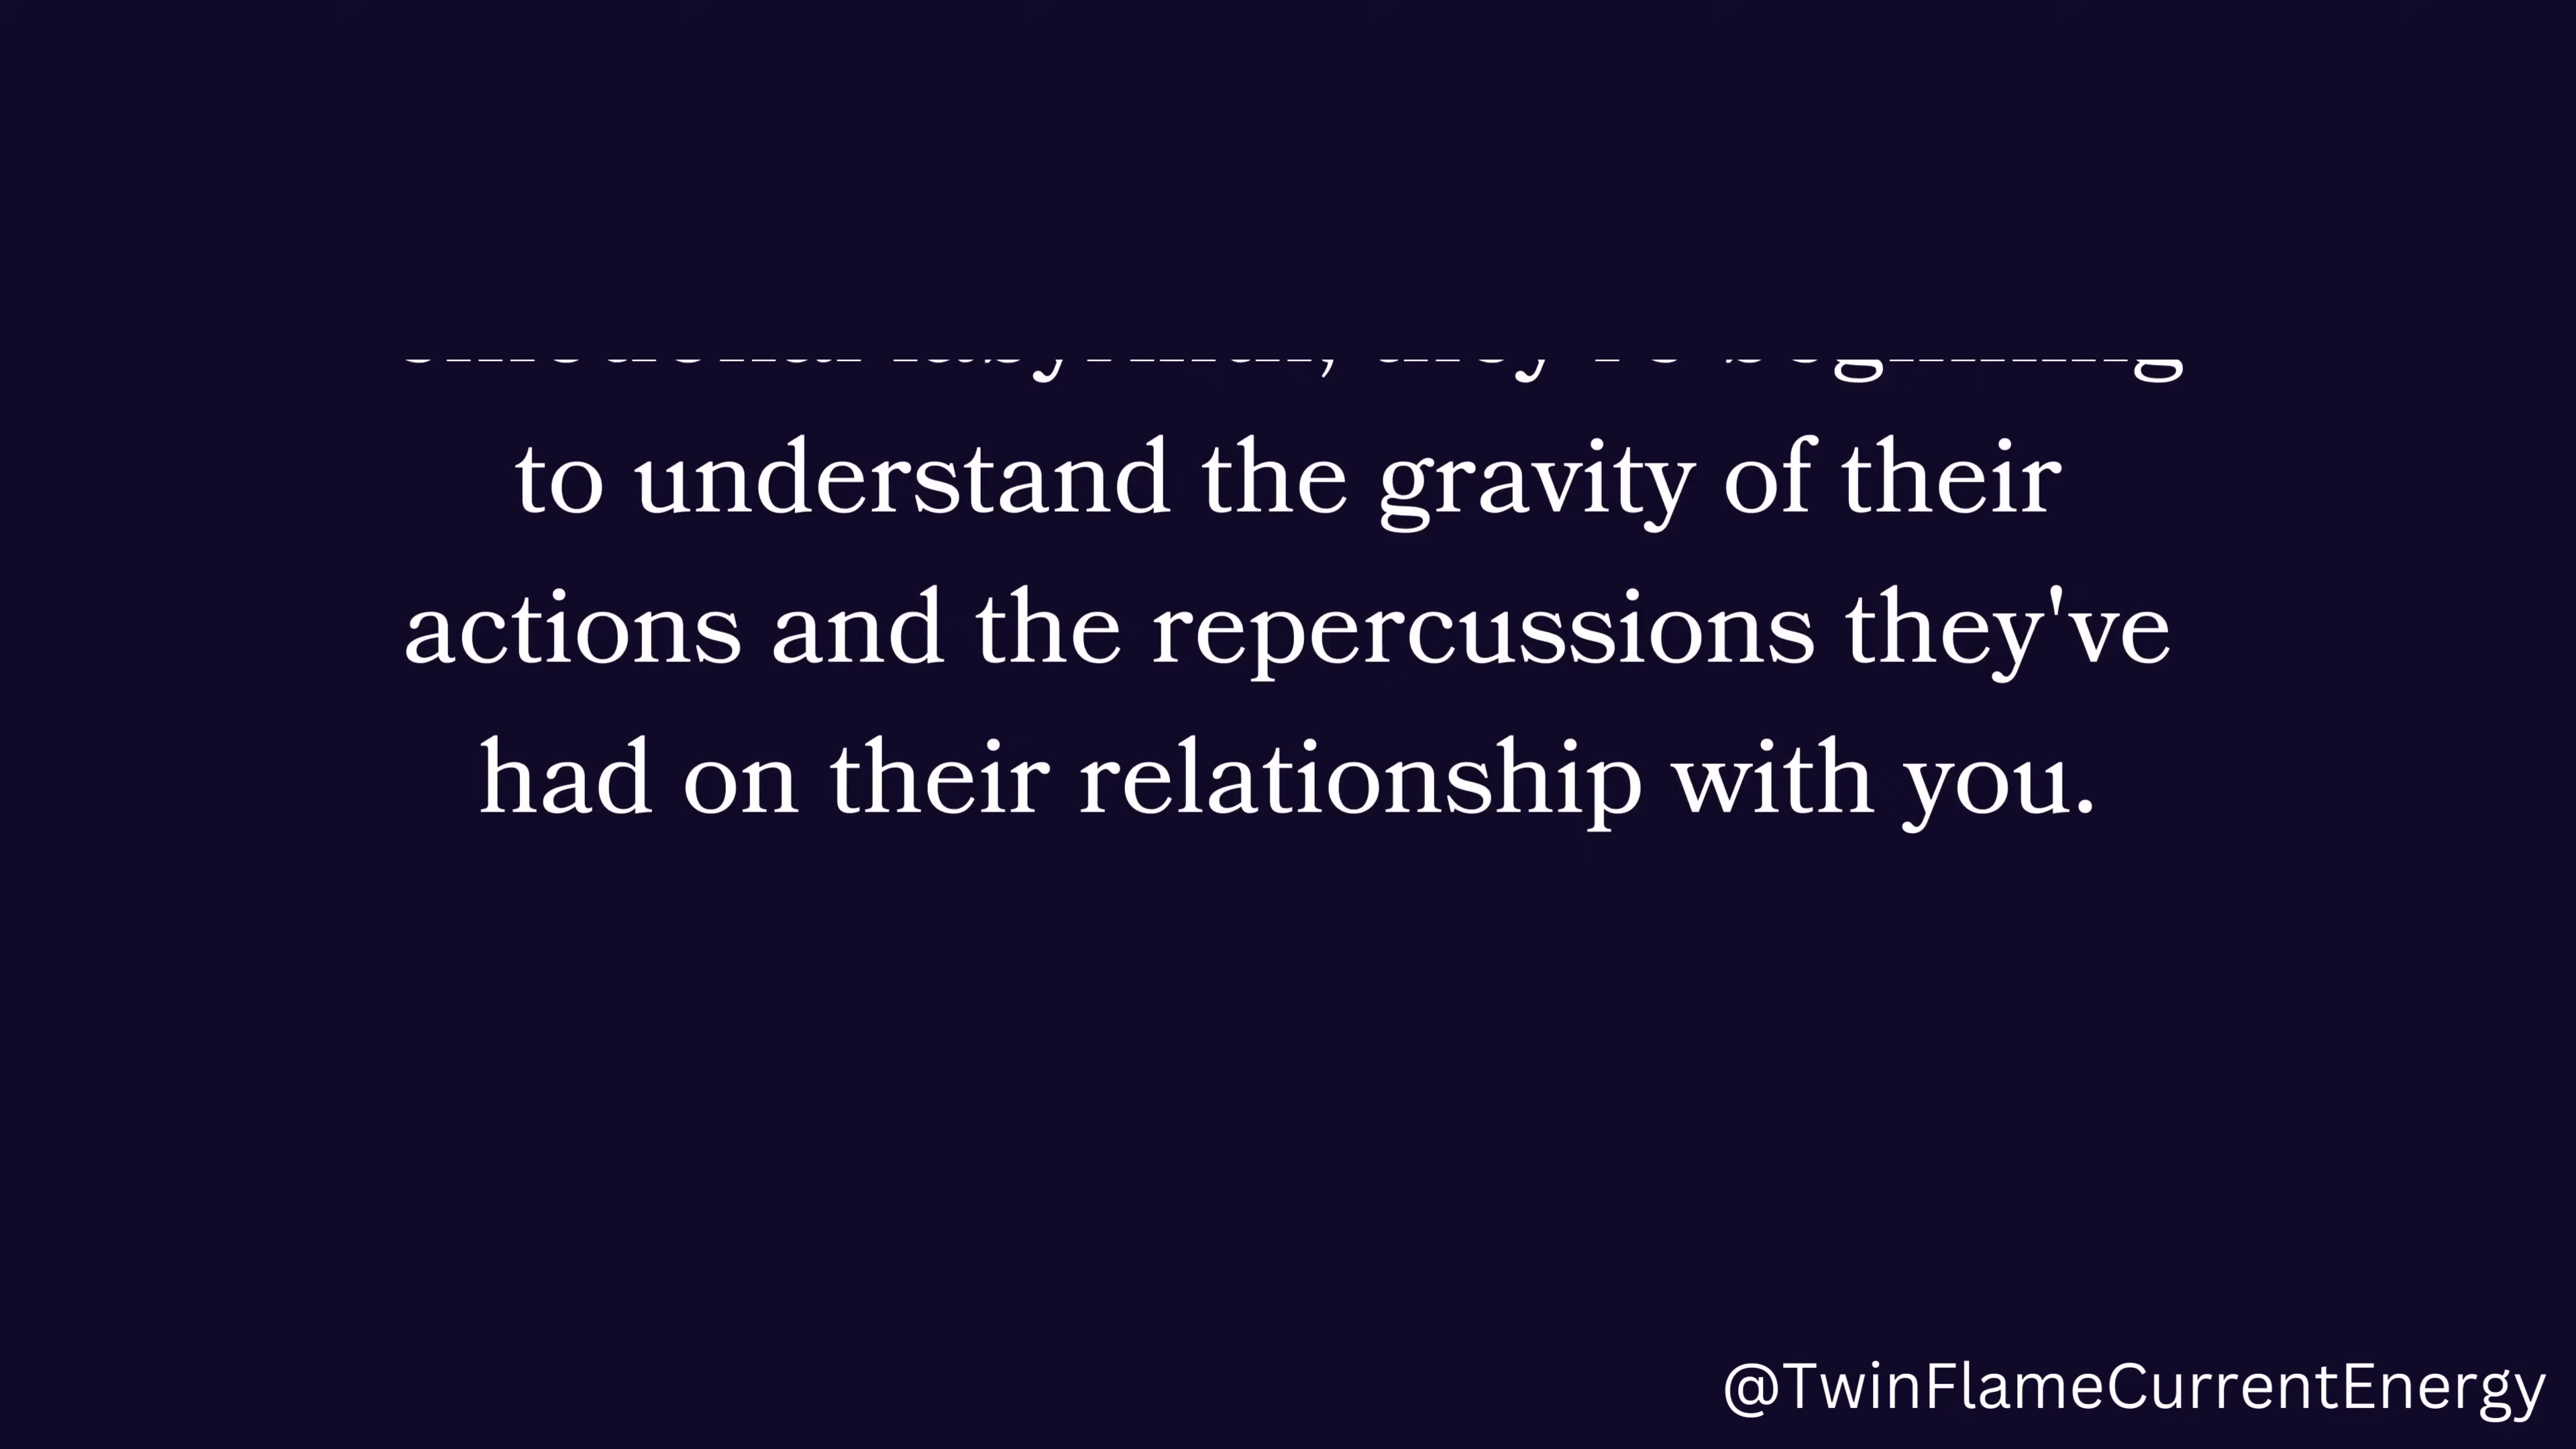 to understand the gravity of their
actions and the repercussions they've
had on their relationship with you.
@TwinFlameCurrentEnergy